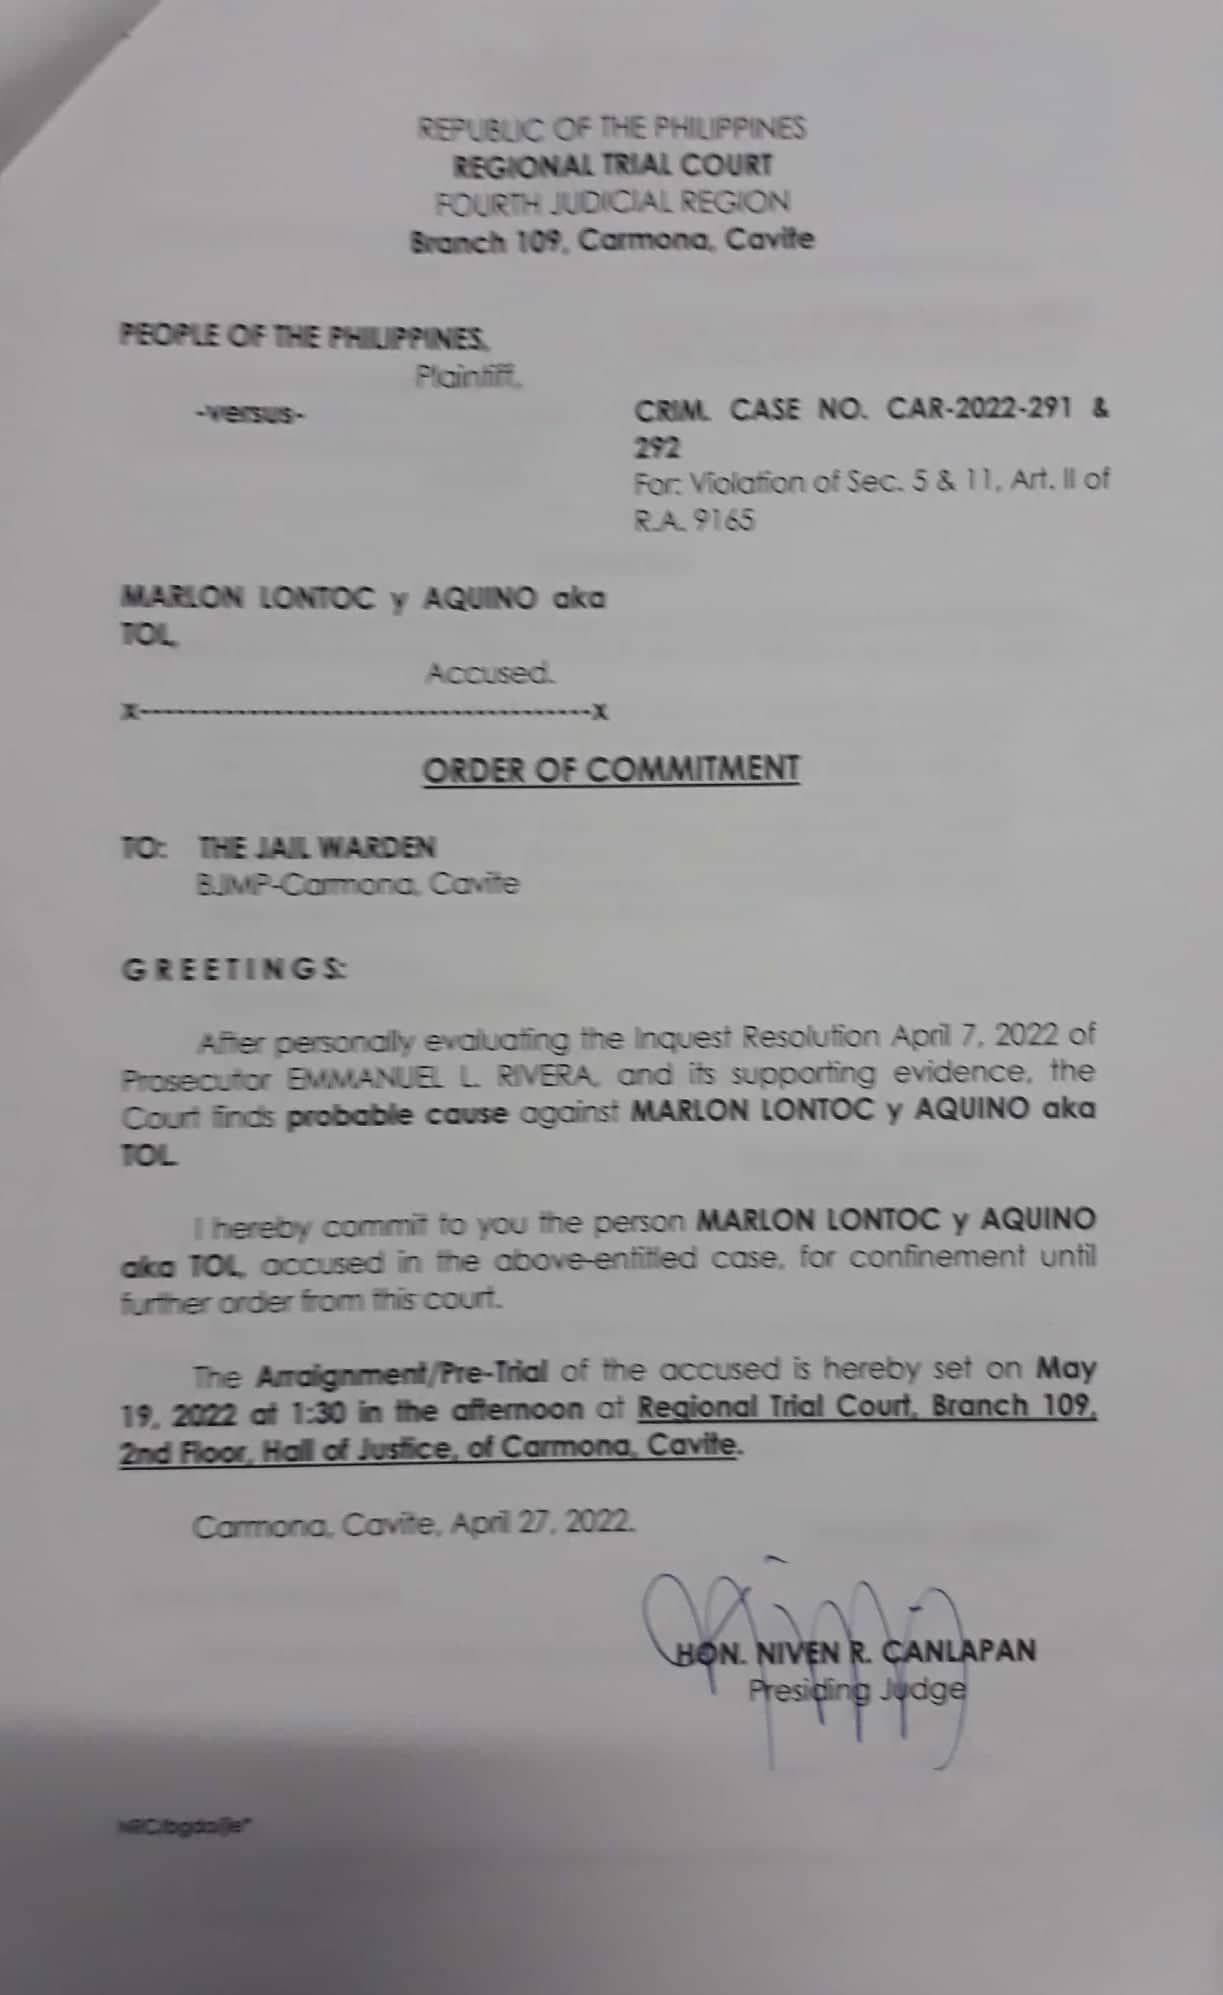 REPUBLIC OF THE PHILIPPINES
REGIONAL TRIAL COURT
FOURTH JUDICIAL REGION
Branch 109, Carmona, Cavite
PEOPLE OF THE PHILIPPINES,
Plaintiff,
-versus-
CRIM. CASE NO. CAR-2022-291 &
292
For: Violation of Sec. 5 & 11, Art. II of
R.A. 9165
MARLON LONTOC y AQUINO aka
TOL,
Accused.
x-------------------------------------x
ORDER OF COMMITMENT
TO: THE JAIL WARDEN
BJMP-Carmona, Cavite
G R E E T I N G S:
After personally evaluating the Inquest Resolution April 7, 2022 of
Prosecutor EMMANUEL L. RIVERA, and its supporting evidence, the
Court finds probable cause against MARLON LONTOC y AQUINO aka
TOL.
I hereby commit to you the person MARLON LONTOC y AQUINO
aka TOL, accused in the above-entitled case, for confinement until
further order from this court.
The Arraignment/Pre-Trial of the accused is hereby set on May
19, 2022 at 1:30 in the afternoon at Regional Trial Court, Branch 109,
2nd Floor, Hall of Justice, of Carmona, Cavite.
Carmona, Cavite, April 27, 2022.
HON. NIVEN R. CANLAPAN
Presiding Judge